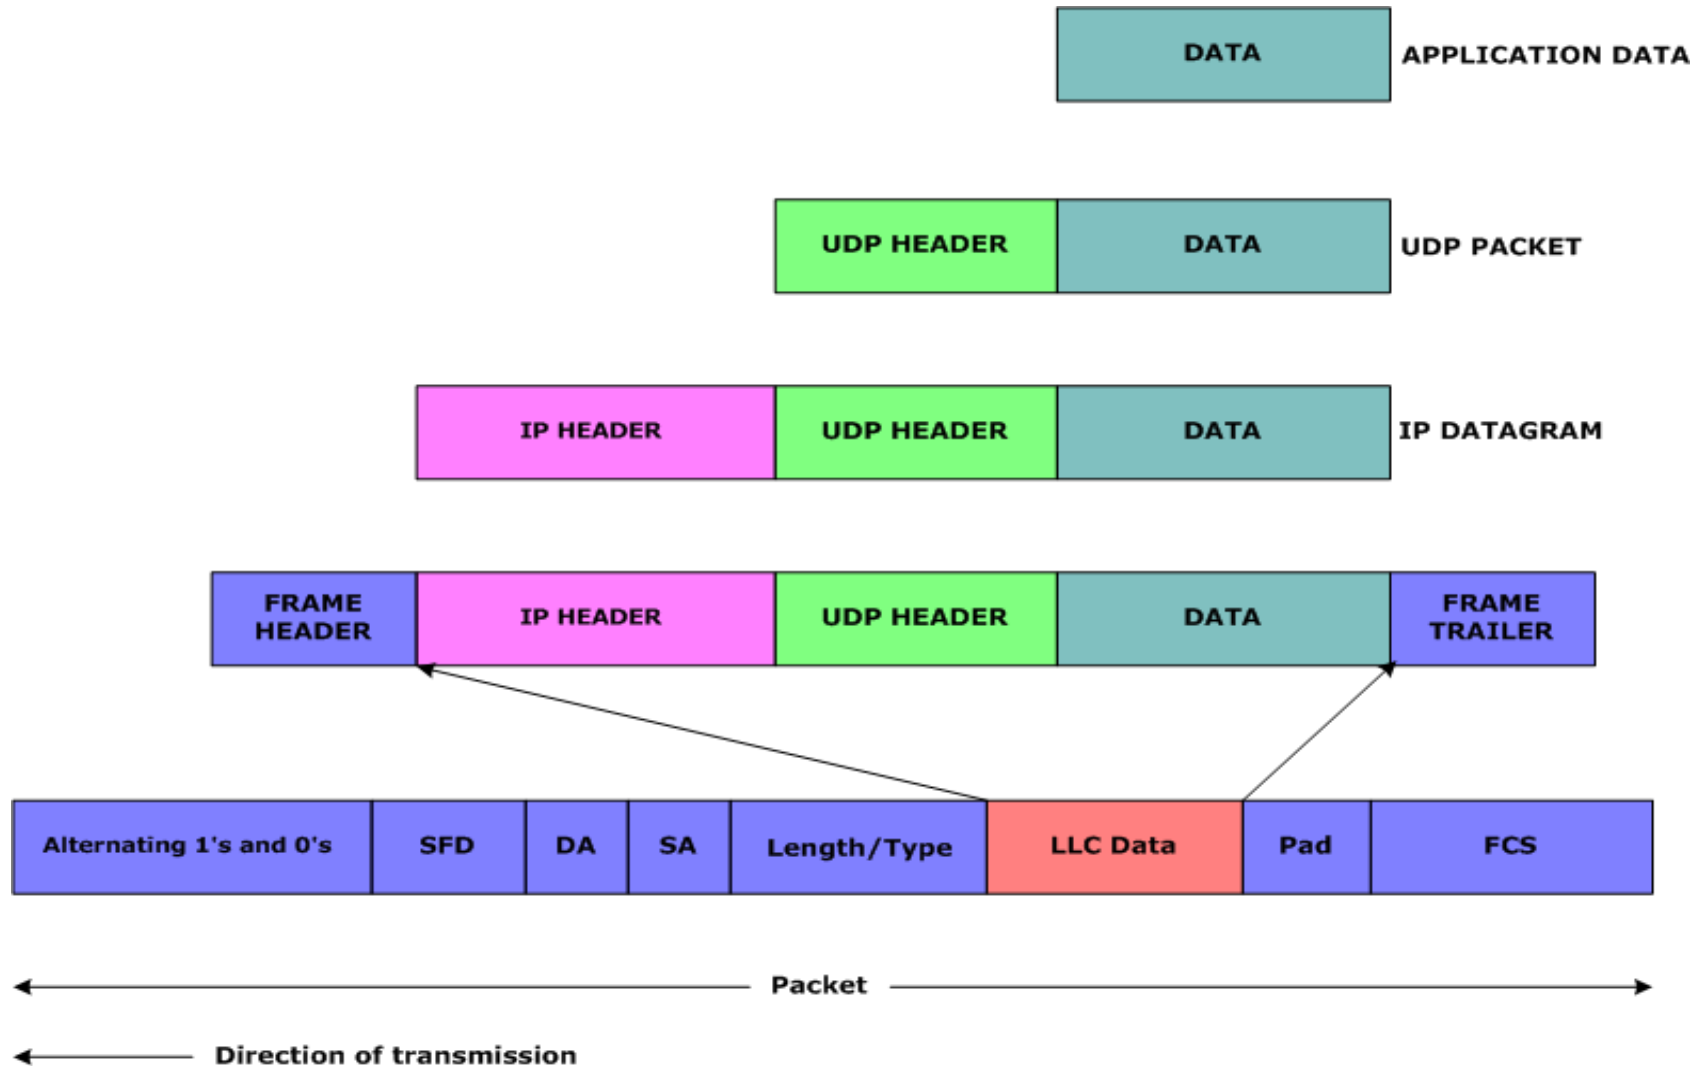 DATA APPLICATION DATA
UDP HEADER DATA UDP PACKET
IP HEADER UDP HEADER DATA IP DATAGRAM
FRAME HEADER IP HEADER UDP HEADER DATA FRAME TRAILER
Alternating 1's and 0's SFD DA SA Length/Type LLC Data Pad FCS
Packet
Direction of transmission